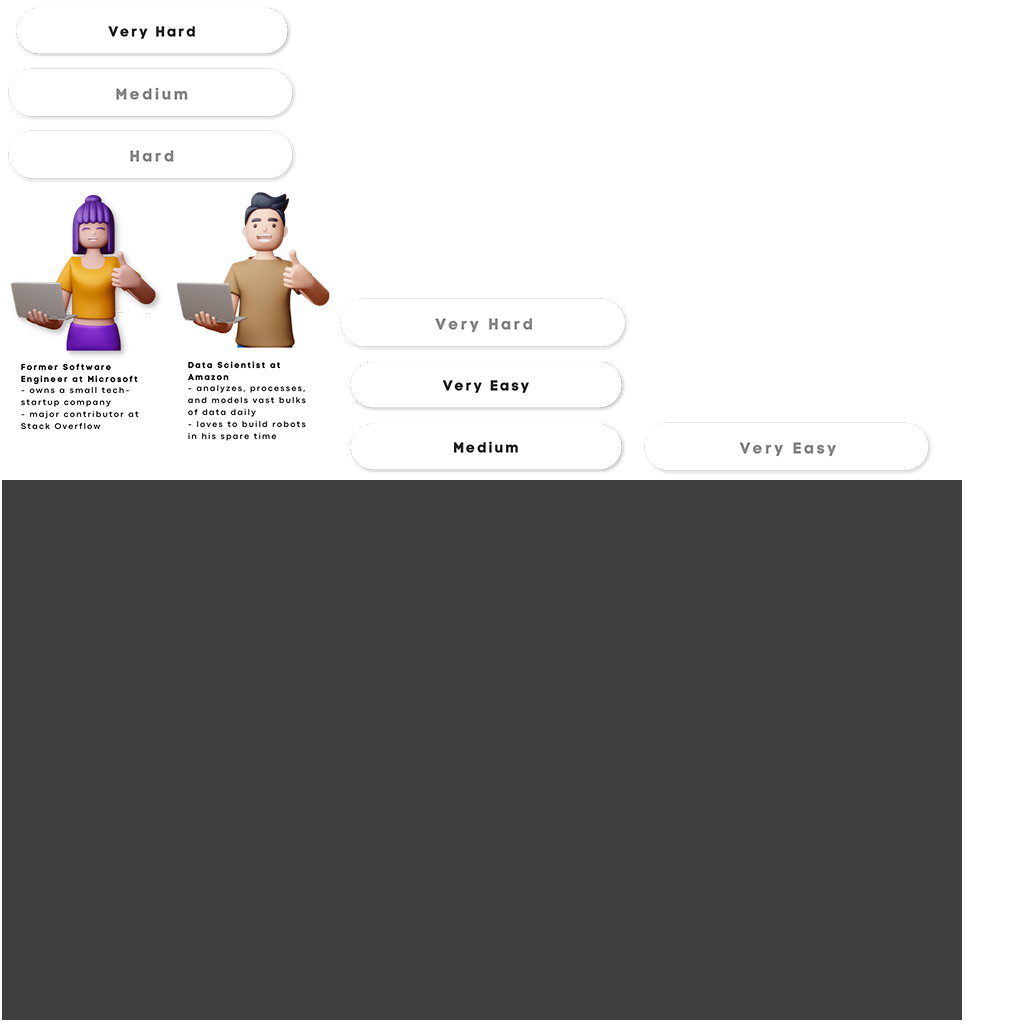 Very Hard
Medium
Hard
Former Software
Engineer at Microsoft
- owns a small tech-
startup company
- major contributor at
Stack Overflow
Data Scientist at
Amazon
- analyzes, processes,
and models vast bulks
of data daily
- loves to build robots
in his spare time
Very Hard
Very Easy
Medium
Very Easy